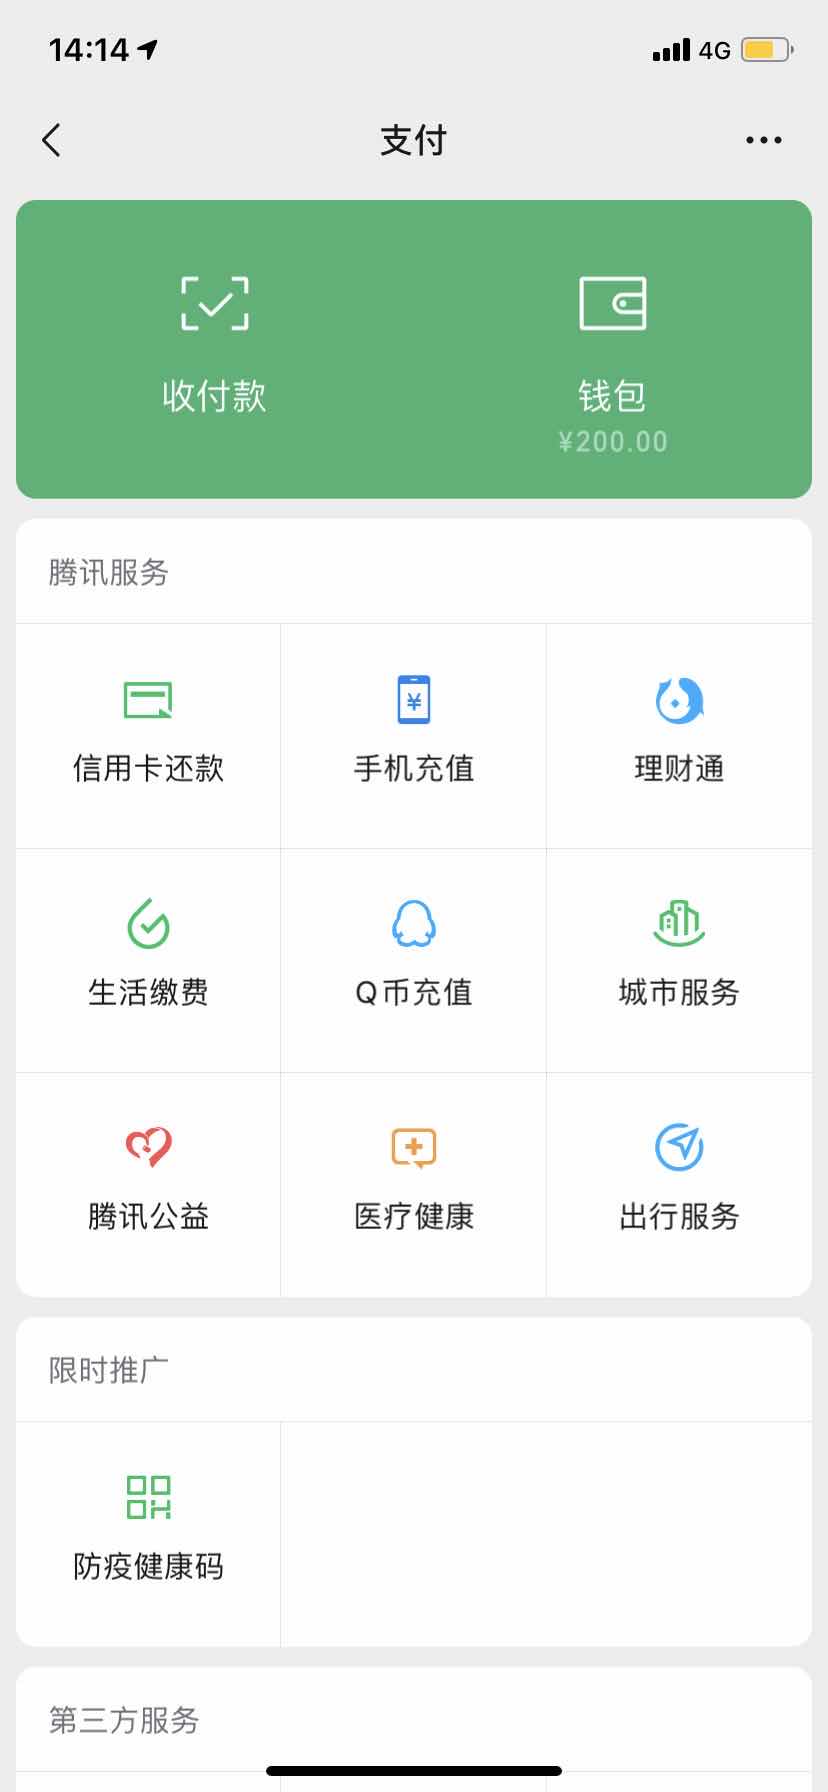 14:14
4G
支付
收付款
钱包
¥200.00
腾讯服务
信用卡还款
手机充值
理财通
生活缴费
Q币充值
城市服务
腾讯公益
医疗健康
出行服务
限时推广
防疫健康码
第三方服务